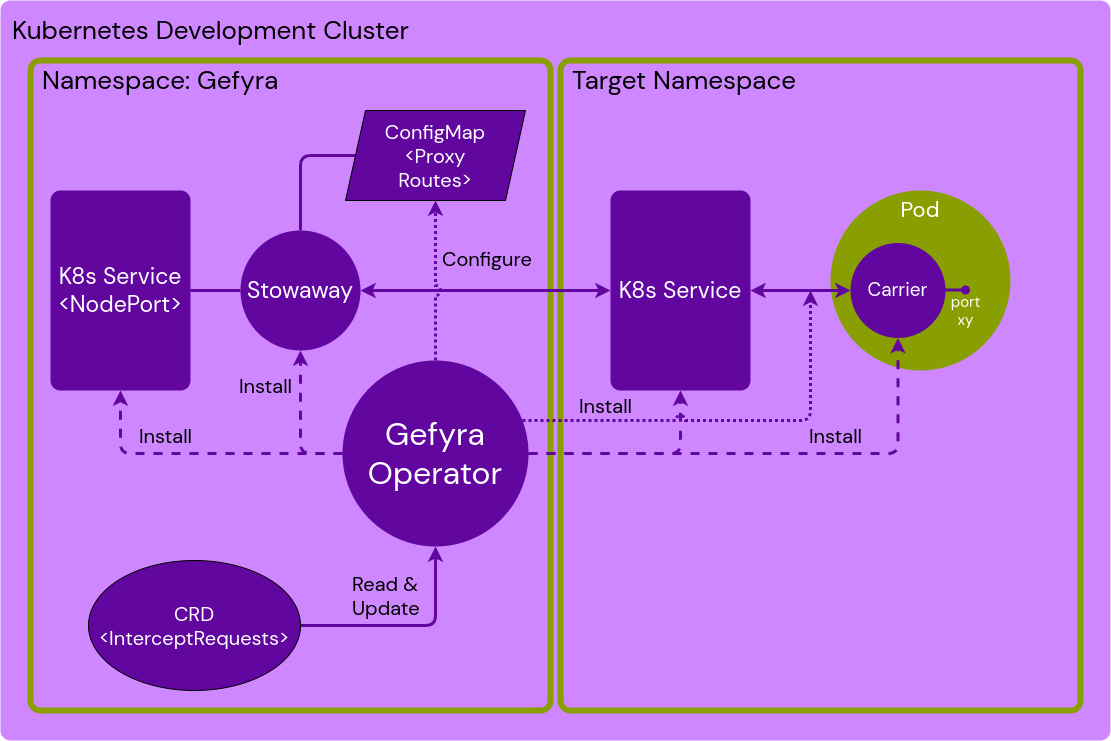 Kubernetes Development Cluster
Namespace: Gefyra
Target Namespace
ConfigMap
<Proxy
Routes>
K8s Service
<NodePort>
Stowaway
Configure
K8s Service
Pod
Carrier
port
xy
Install
Install
Install
Install
Gefyra
Operator
Read &
Update
CRD
<InterceptRequests>